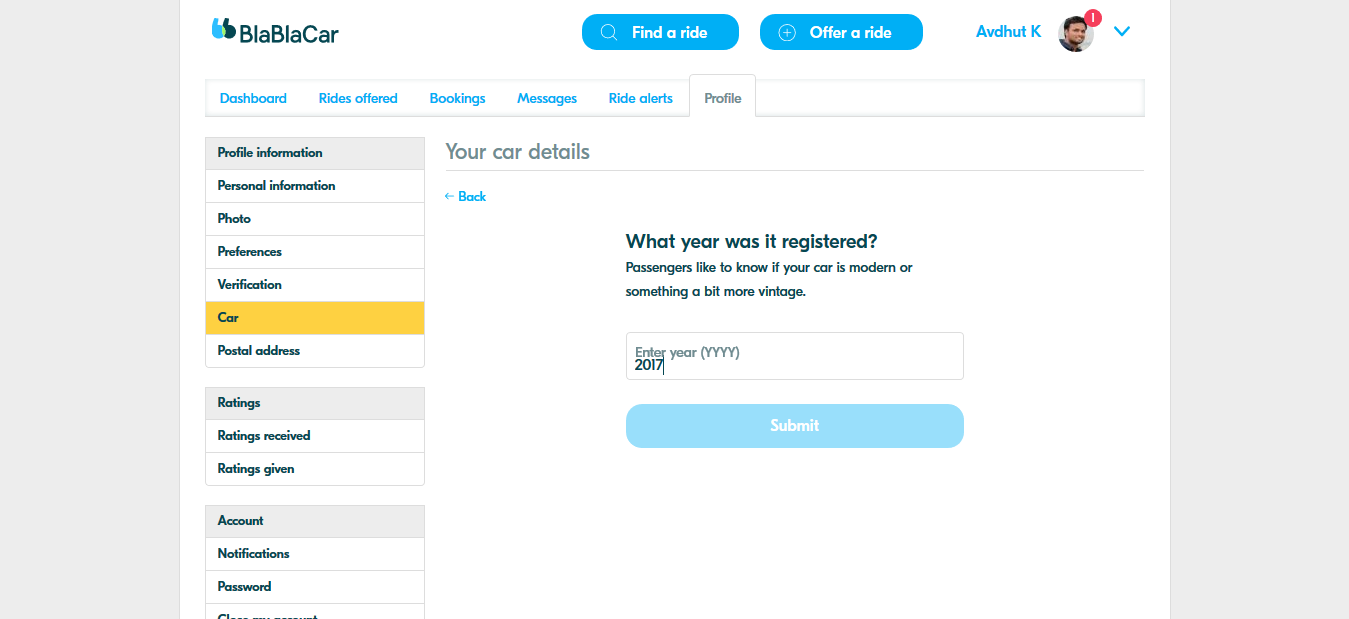 BlaBlaCar
Find a ride
Offer a ride
Avdhut K
Dashboard
Rides offered
Bookings
Messages
Ride alerts
Profile
Profile information
Personal information
Photo
Preferences
Verification
Car
Postal address
Ratings
Ratings received
Ratings given
Account
Notifications
Password
Close my account
Your car details
← Back
What year was it registered?
Passengers like to know if your car is modern or
something a bit more vintage.
Enter year (YYYY)
2017
Submit